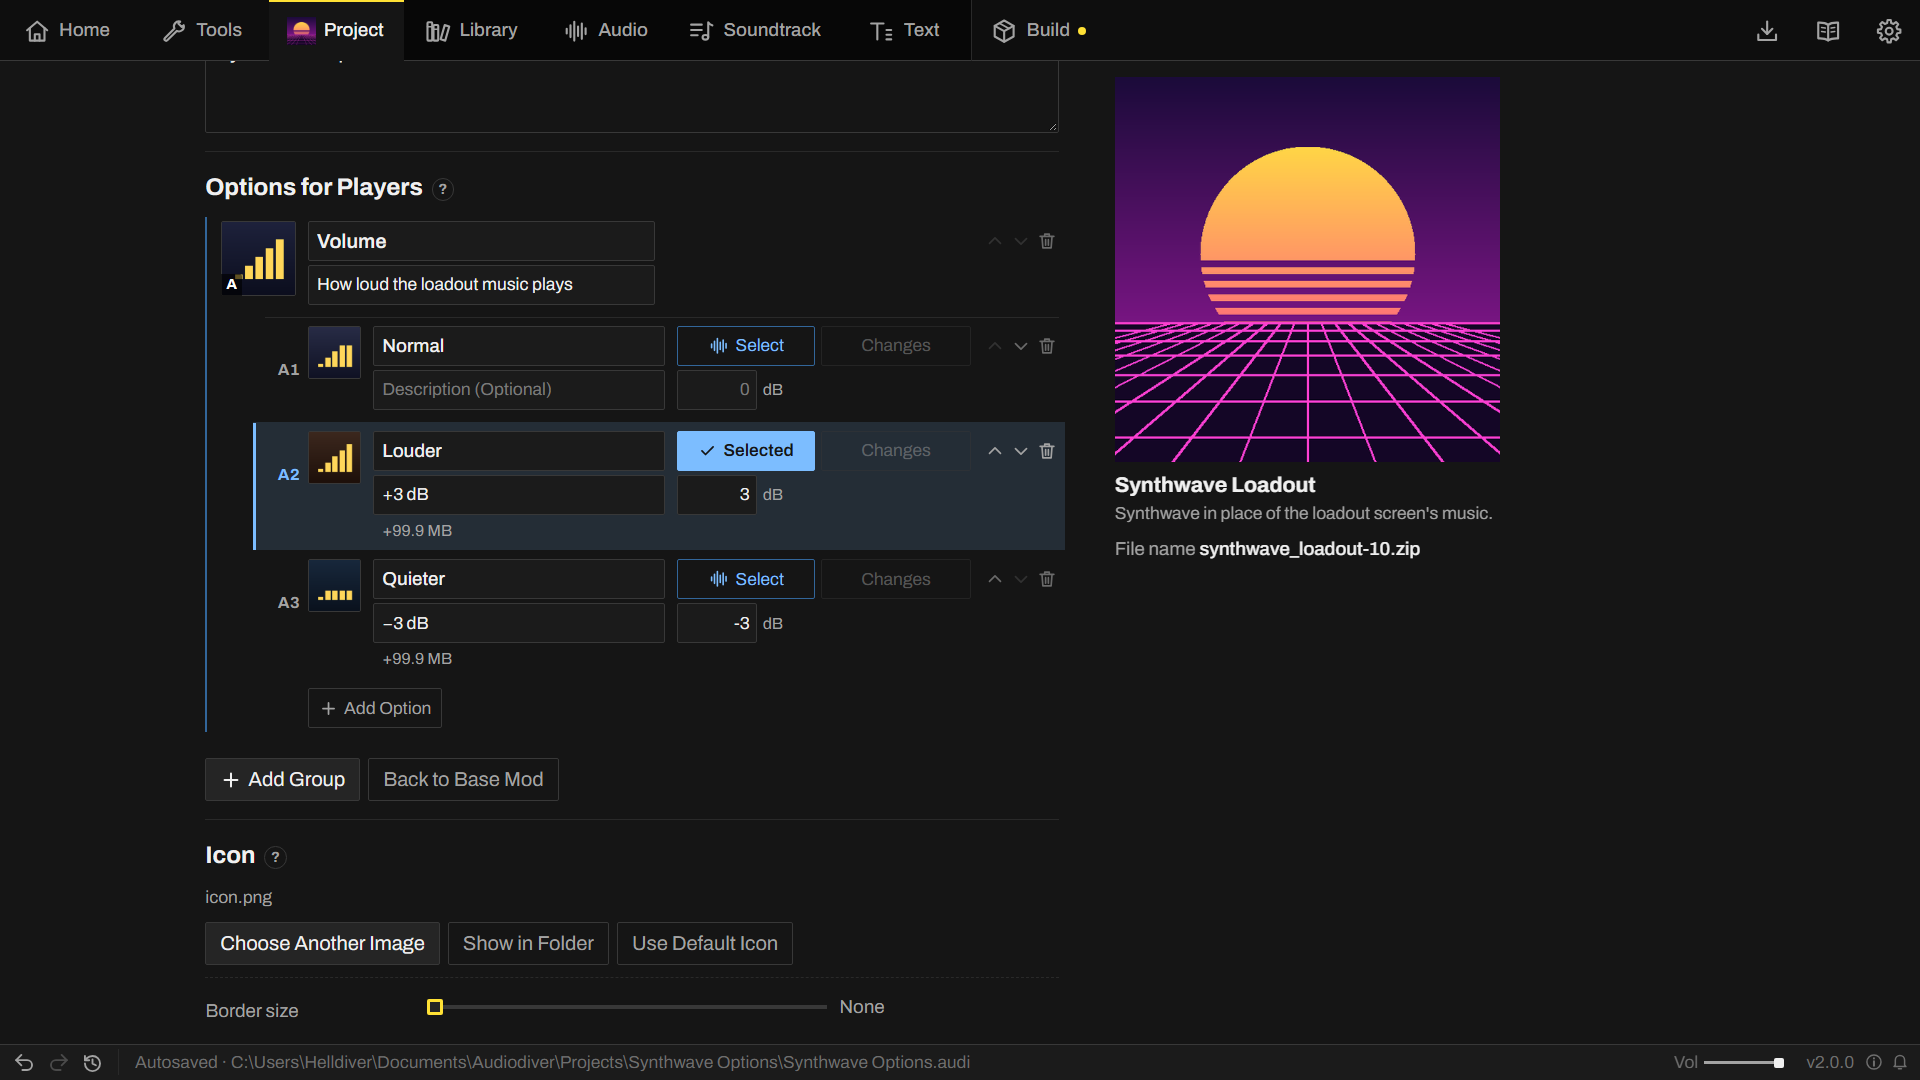 Home
Tools
Project
Library
Audio
Soundtrack
Text
Build
Options for Players ?
A
Volume
How loud the loadout music plays
A1
Normal
Select
Changes
Description (Optional)
0 dB
A2
Louder
Selected
Changes
+3 dB
3 dB
+99.9 MB
A3
Quieter
Select
Changes
−3 dB
-3 dB
+99.9 MB
Add Option
Add Group
Back to Base Mod
Icon ?
icon.png
Choose Another Image
Show in Folder
Use Default Icon
Border size
None
Synthwave Loadout
Synthwave in place of the loadout screen's music.
File name synthwave_loadout-10.zip
Autosaved · C:\Users\Helldiver\Documents\Audiodiver\Projects\Synthwave Options\Synthwave Options.audi
Vol
v2.0.0